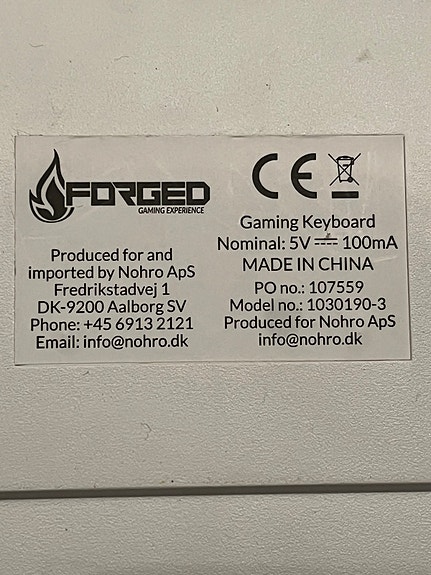 FORGED
GAMING EXPERIENCE
Produced for and
imported by Nohro ApS
Fredrikstadvej 1
DK-9200 Aalborg SV
Phone: +45 6913 2121
Email: info@nohro.dk
CE
Gaming Keyboard
Nominal: 5V ⎓ 100mA
MADE IN CHINA
PO no.: 107559
Model no.: 1030190-3
Produced for Nohro ApS
info@nohro.dk